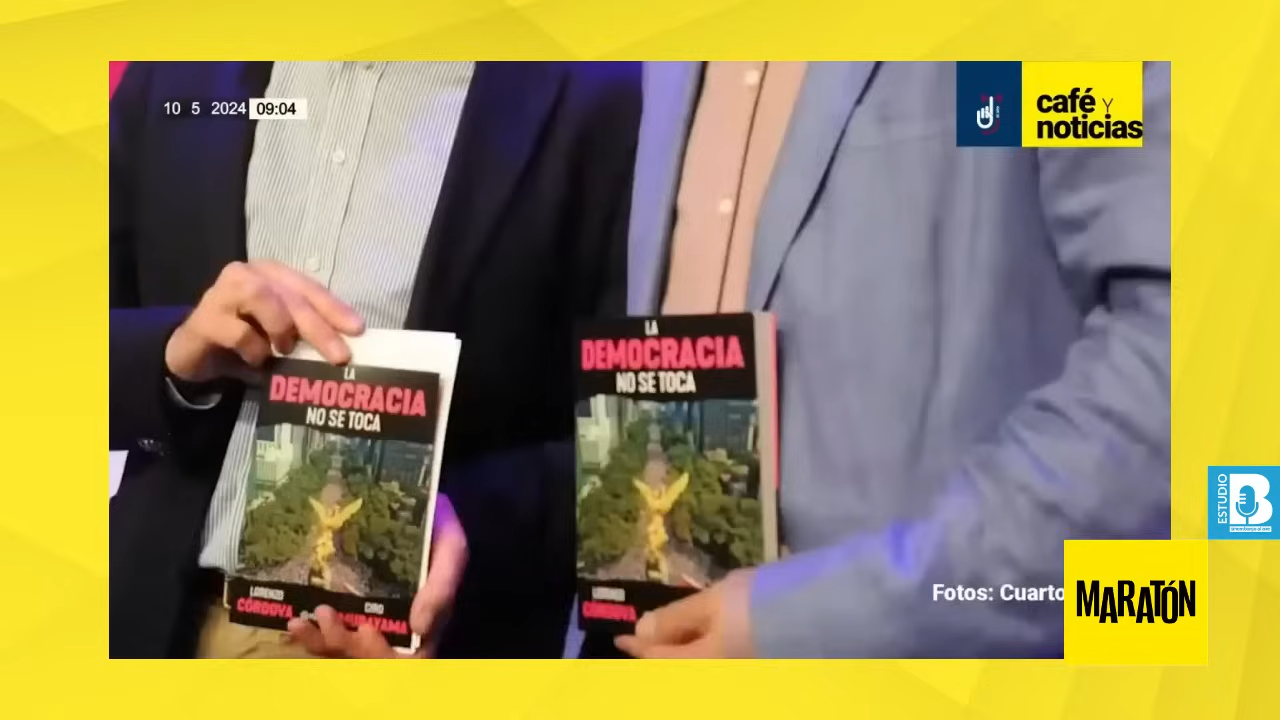 10 5 2024 09:04
café Y
noticias
LA
DEMOCRACIA
NO SE TOCA
LORENZO
CÓRDOVA
CIRO
MURAYAMA
LA
DEMOCRACIA
NO SE TOCA
LORENZO
CÓRDOVA
Fotos: Cuarto
ESTUDIO
B
MARATÓN